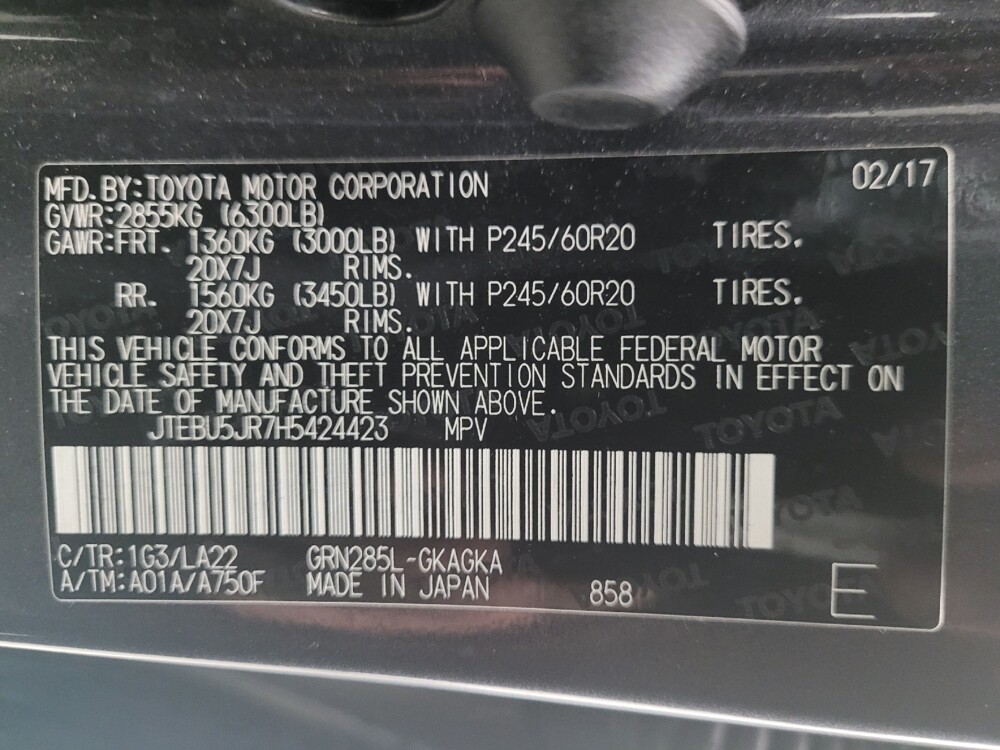 MFD. BY:TOYOTA MOTOR CORPORATION 02/17
GVWR:2855KG (6300LB)
GAWR:FRT. 1360KG (3000LB) WITH P245/60R20 TIRES.
20X7J RIMS.
RR. 1560KG (3450LB) WITH P245/60R20 TIRES.
20X7J RIMS.
THIS VEHICLE CONFORMS TO ALL APPLICABLE FEDERAL MOTOR
VEHICLE SAFETY AND THEFT PREVENTION STANDARDS IN EFFECT ON
THE DATE OF MANUFACTURE SHOWN ABOVE.
JTEBU5JR7H5424423 MPV
C/TR:1G3/LA22 GRN285L-GKAGKA
A/TM:A01A/A750F MADE IN JAPAN 858 E